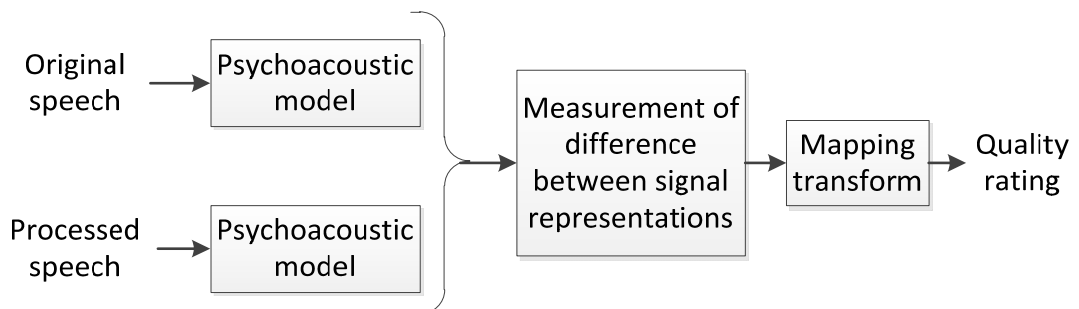 Original
speech
Psychoacoustic
model
Processed
speech
Psychoacoustic
model
Measurement of
difference
between signal
representations
Mapping
transform
Quality
rating